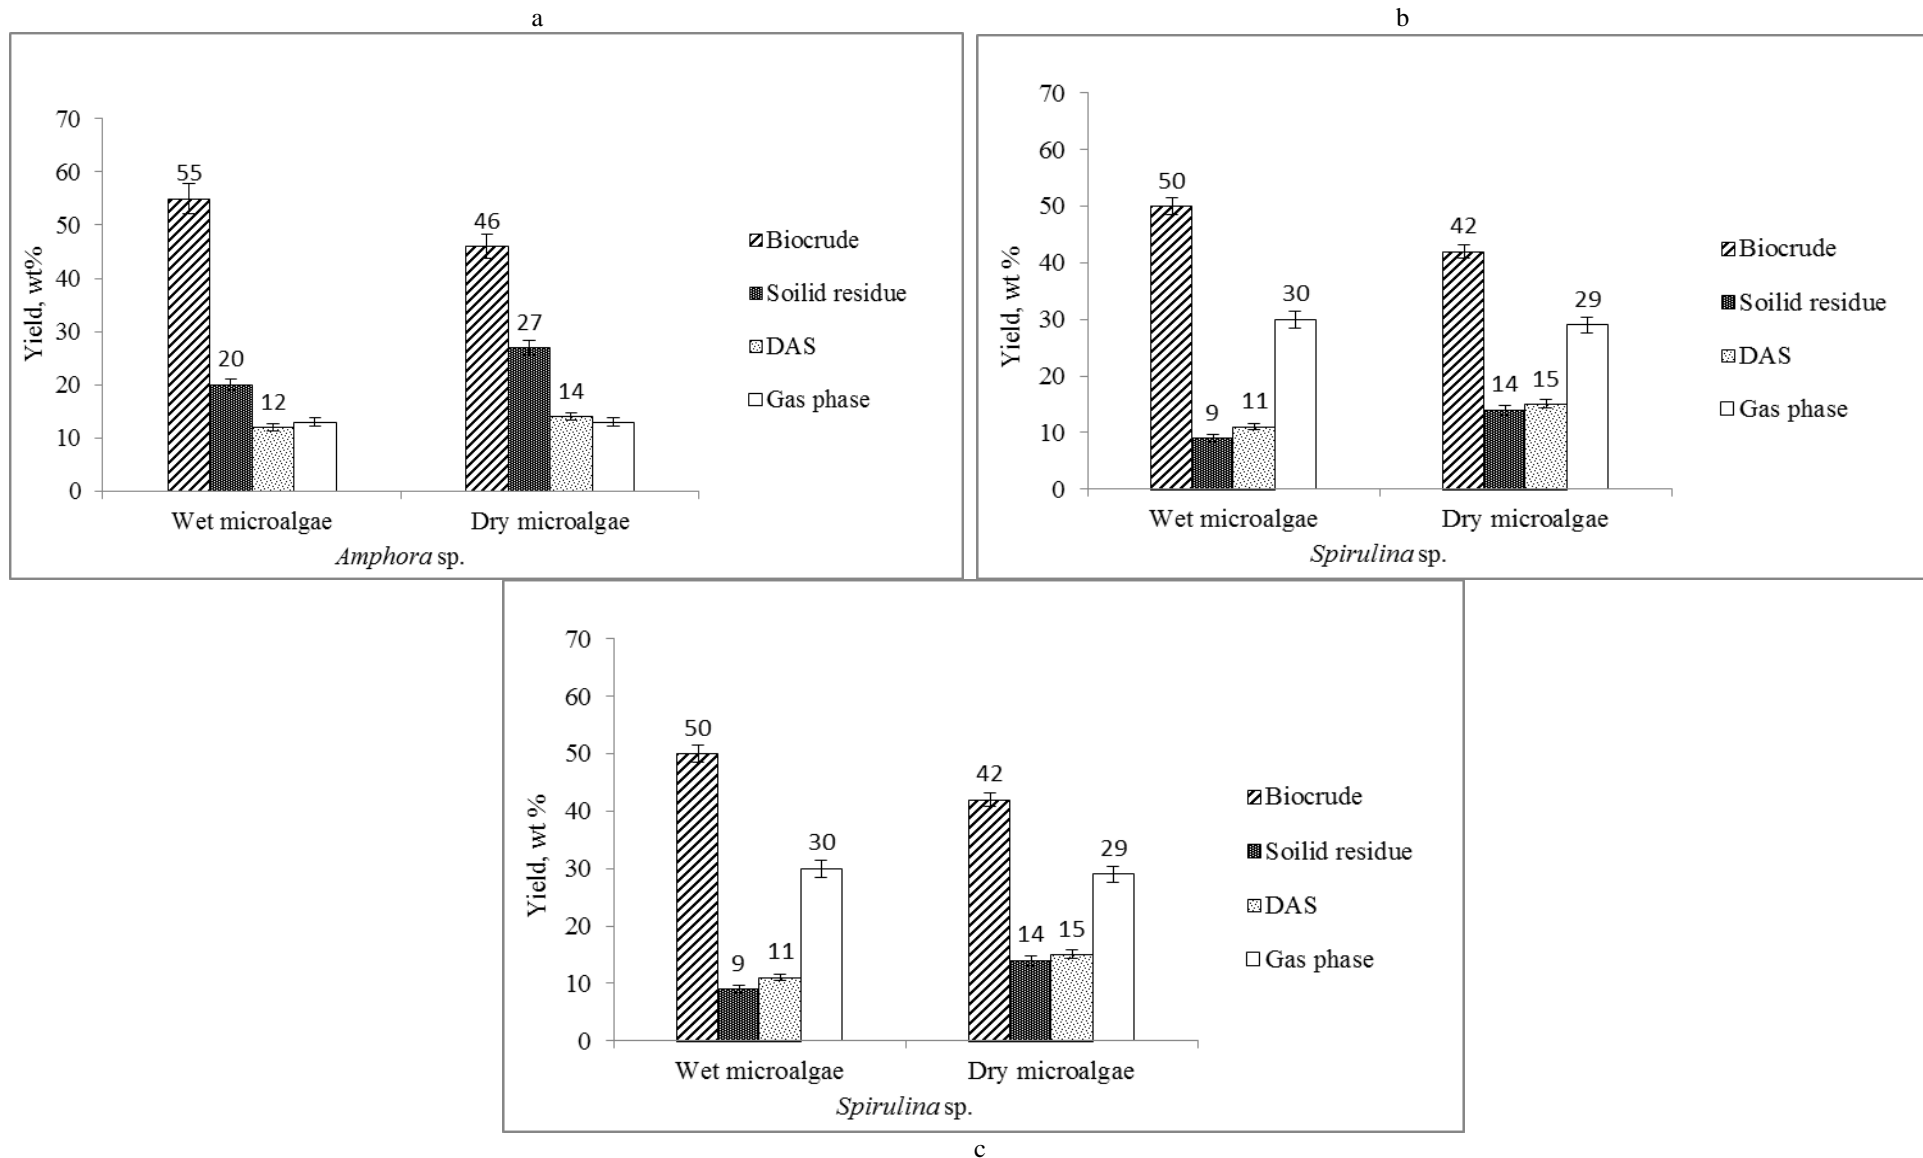 a
70
60
50
40
30
20
10
0
Yield, wt%
55
20
12
46
27
14
Wet microalgae
Dry microalgae
Amphora sp.
Biocrude
Soilid residue
DAS
Gas phase
b
70
60
50
40
30
20
10
0
Yield, wt %
50
9
11
30
42
14
15
29
Wet microalgae
Dry microalgae
Spirulina sp.
Biocrude
Soilid residue
DAS
Gas phase
70
60
50
40
30
20
10
0
Yield, wt %
50
9
11
30
42
14
15
29
Wet microalgae
Dry microalgae
Spirulina sp.
Biocrude
Soilid residue
DAS
Gas phase
c